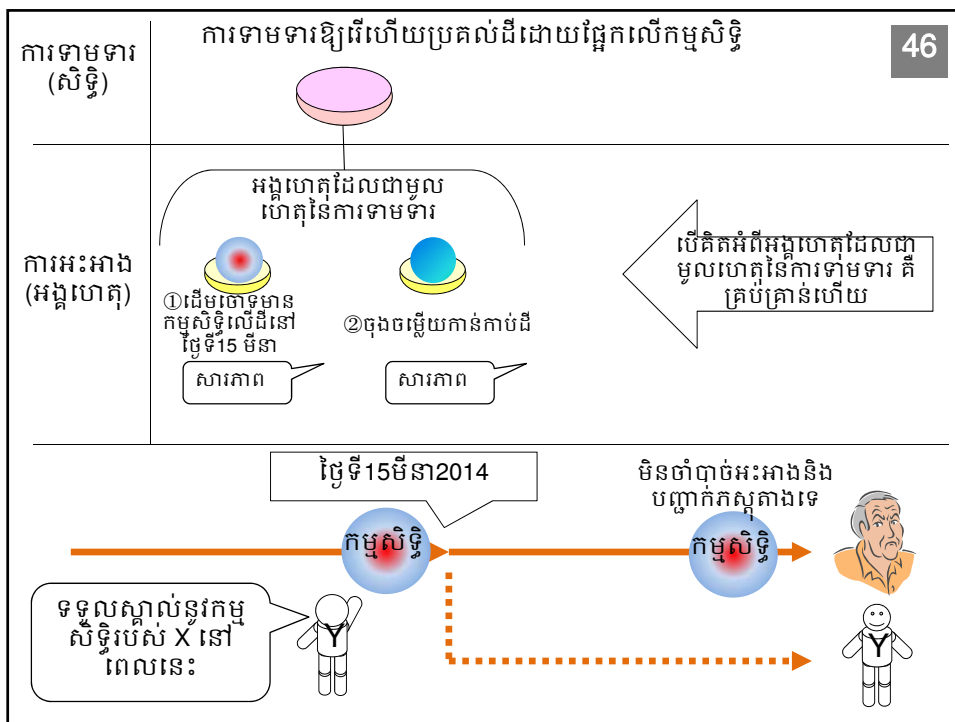 ការទាមទារ
(សិទ្ធិ)
ការទាមទារឱ្យរើហើយប្រគល់ដីដោយផ្អែកលើកម្មសិទ្ធិ
46
ការអះអាង
(អង្គហេតុ)
អង្គហេតុដែលជាមូល
ហេតុនៃការទាមទារ
①ដើមចោទមាន
កម្មសិទ្ធិលើដីនៅ
ថ្ងៃទី15 មីនា
②ចុងចម្លើយកាន់កាប់ដី
សារភាព
សារភាព
បើគិតអំពីអង្គហេតុដែលជា
មូលហេតុនៃការទាមទារ គឺ
គ្រប់គ្រាន់ហើយ
ថ្ងៃទី15មីនា2014
មិនចាំបាច់អះអាងនិង
បញ្ជាក់ភស្តុតាងទេ
កម្មសិទ្ធិ
កម្មសិទ្ធិ
ទទួលស្គាល់នូវកម្ម
សិទ្ធិរបស់ X នៅ
ពេលនេះ
Y
Y